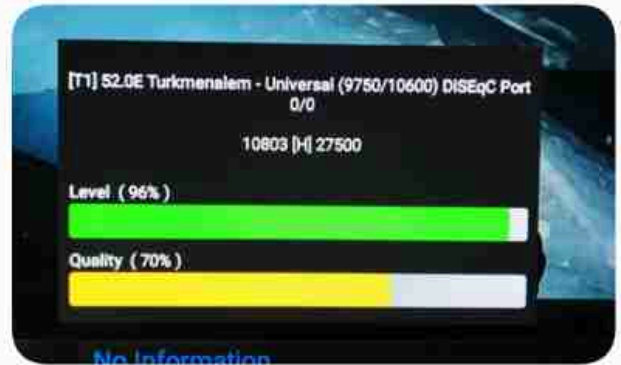 [T1] 52.0E Turkmenalem - Universal (9750/10600) DISEqC Port
0/0
10803 [H] 27500
Level ( 96% )
Quality ( 70% )
No Information